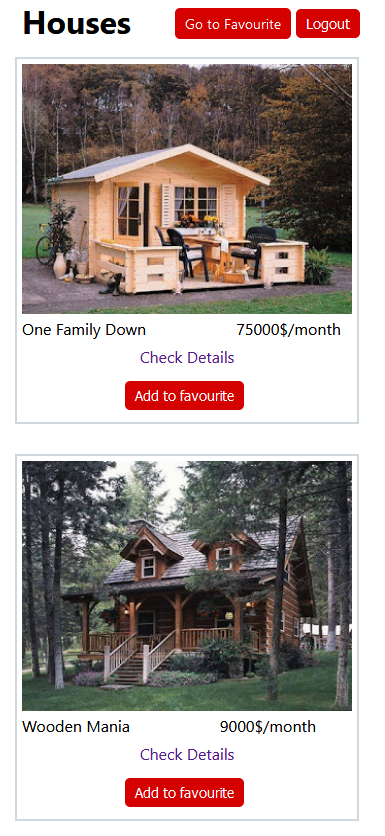 Houses Go to Favourite Logout
One Family Down 75000$/month
Check Details
Add to favourite
Wooden Mania 9000$/month
Check Details
Add to favourite